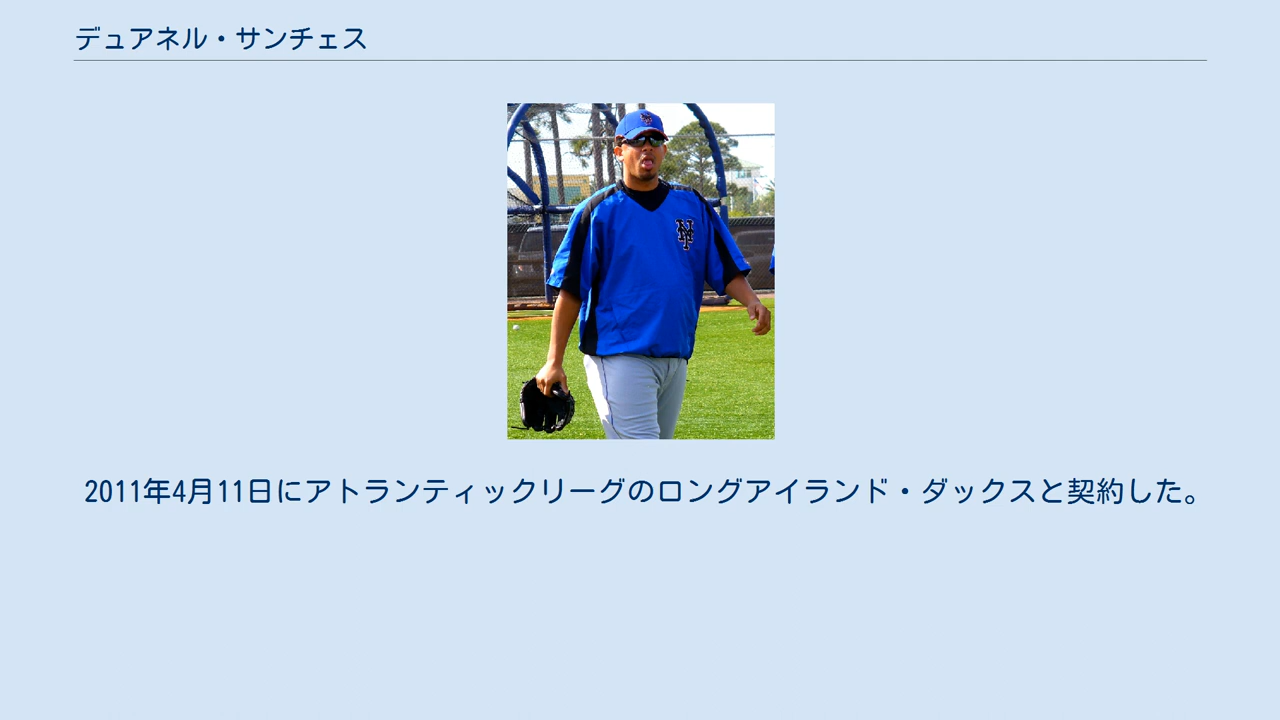 デュアネル・サンチェス
NY
2011年4月11日にアトランティックリーグのロングアイランド・ダックスと契約した。